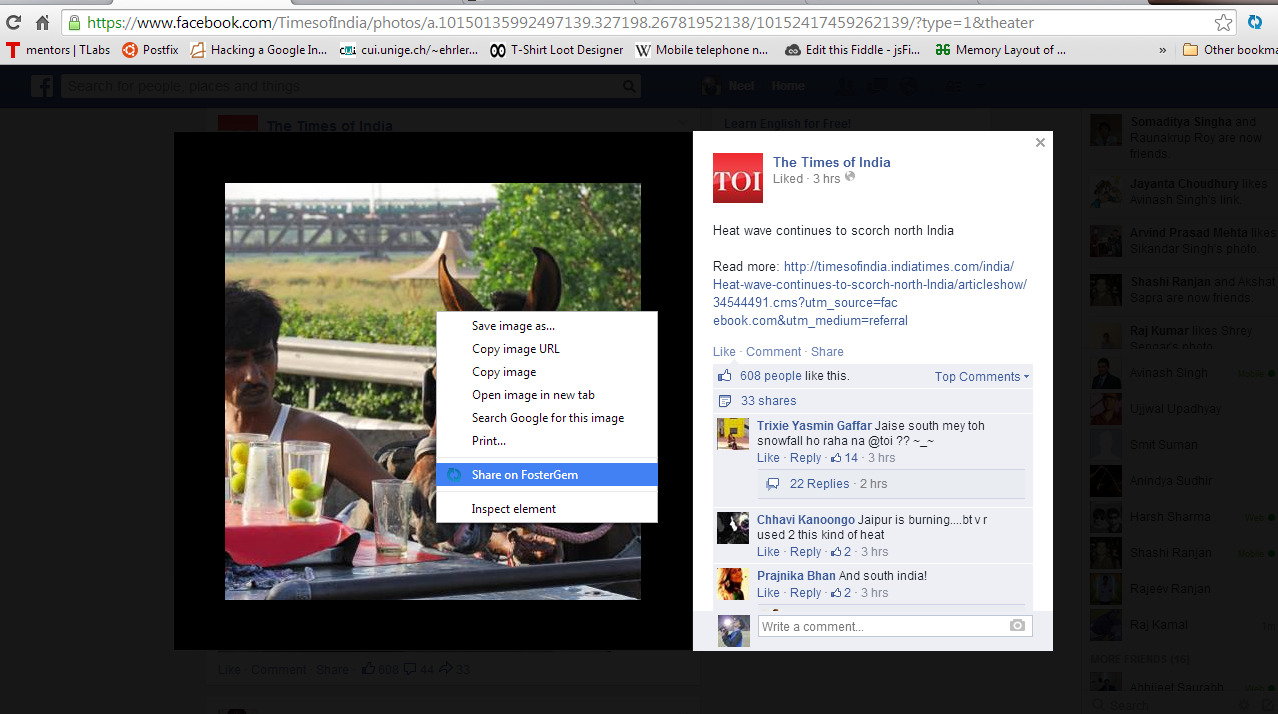 https://www.facebook.com/TimesofIndia/photos/a.10150135992497139.327198.26781952138/10152417459262139/?type=1&theater
mentors | TLabs
Postfix
Hacking a Google In...
cui.unige.ch/~ehrler...
T-Shirt Loot Designer
Mobile telephone n...
Edit this Fiddle - jsFi...
Memory Layout of ...
»
Other bookma
Search for people, places and things
Neel
Home
The Times of India
Learn English for Free!
TOI
The Times of India
Liked · 3 hrs
Heat wave continues to scorch north India
Read more: http://timesofindia.indiatimes.com/india/
Heat-wave-continues-to-scorch-north-India/articleshow/
34544491.cms?utm_source=fac
ebook.com&utm_medium=referral
Like · Comment · Share
608 people like this.
Top Comments
33 shares
Trixie Yasmin Gaffar Jaise south mey toh
snowfall ho raha na @toi ?? ~_~
Like · Reply · 14 · 3 hrs
22 Replies · 2 hrs
Chhavi Kanoongo Jaipur is burning....bt v r
used 2 this kind of heat
Like · Reply · 2 · 3 hrs
Prajnika Bhan And south india!
Like · Reply · 2 · 3 hrs
Write a comment...
Save image as...
Copy image URL
Copy image
Open image in new tab
Search Google for this image
Print...
Share on FosterGem
Inspect element
Like · Comment · Share
608 44 33
Somaditya Singha and
Raunakrup Roy are now
friends.
Jayanta Choudhury likes
Avinash Singh's link.
Arvind Prasad Mehta likes
Sikandar Singh's photo.
Shashi Ranjan and Akshat
Sapra are now friends.
Raj Kumar likes Shrey
Sengar's photo.
Avinash Singh
Mobile
Ujjwal Upadhyay
Smit Suman
Anindya Sudhir
Harsh Sharma
Web
Shashi Ranjan
Mobile
Rajeev Ranjan
Raj Kamal
1m
MORE FRIENDS (16)
Abhijeet Saurabh
Web
Search